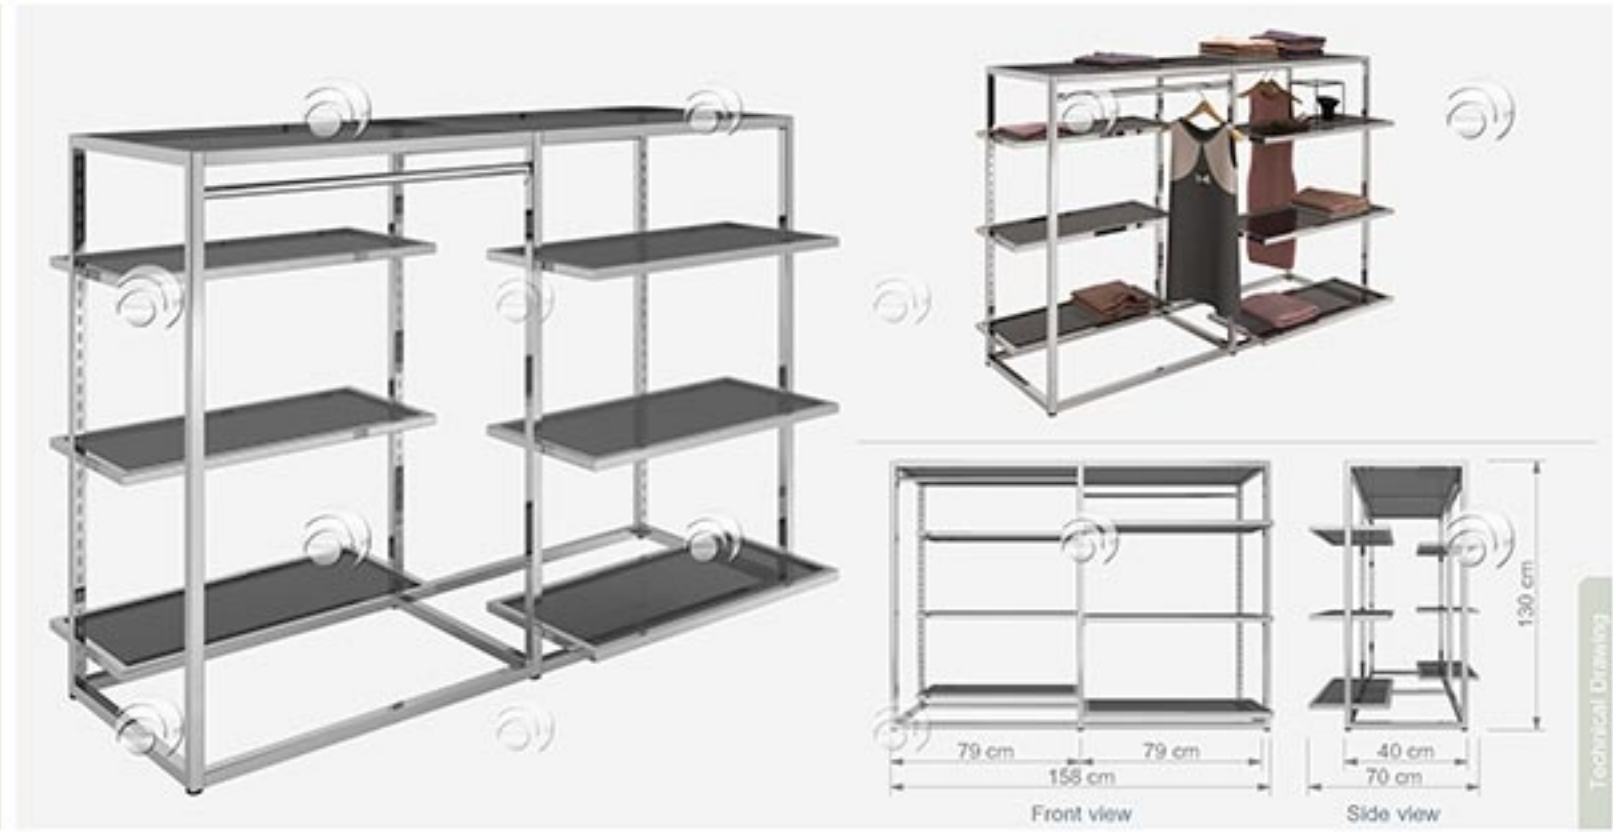 130 cm
79 cm
79 cm
158 cm
Front view
40 cm
70 cm
Side view
Technical Drawing